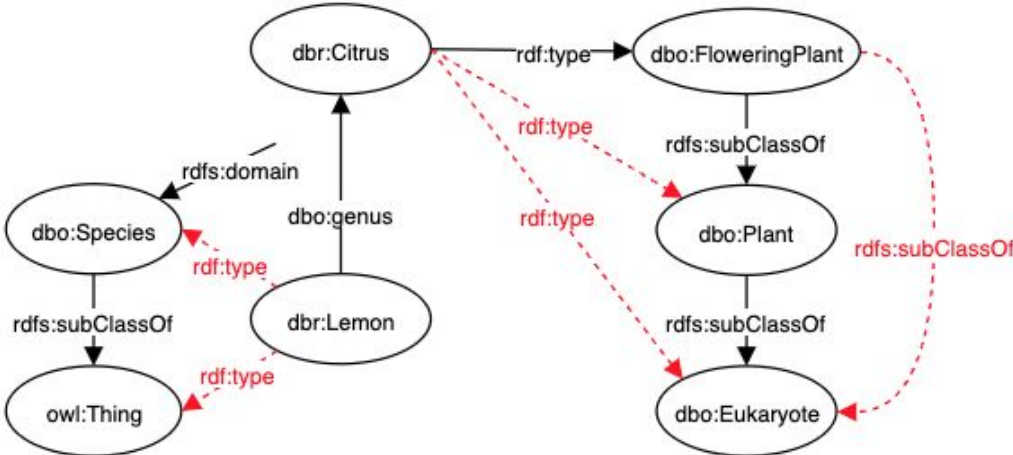 dbr:Citrus
rdf:type
dbo:FloweringPlant
rdf:type
rdfs:subClassOf
rdfs:domain
dbo:genus
rdf:type
dbo:Species
dbo:Plant
rdfs:subClassOf
rdf:type
rdfs:subClassOf
dbr:Lemon
rdfs:subClassOf
rdf:type
owl:Thing
dbo:Eukaryote